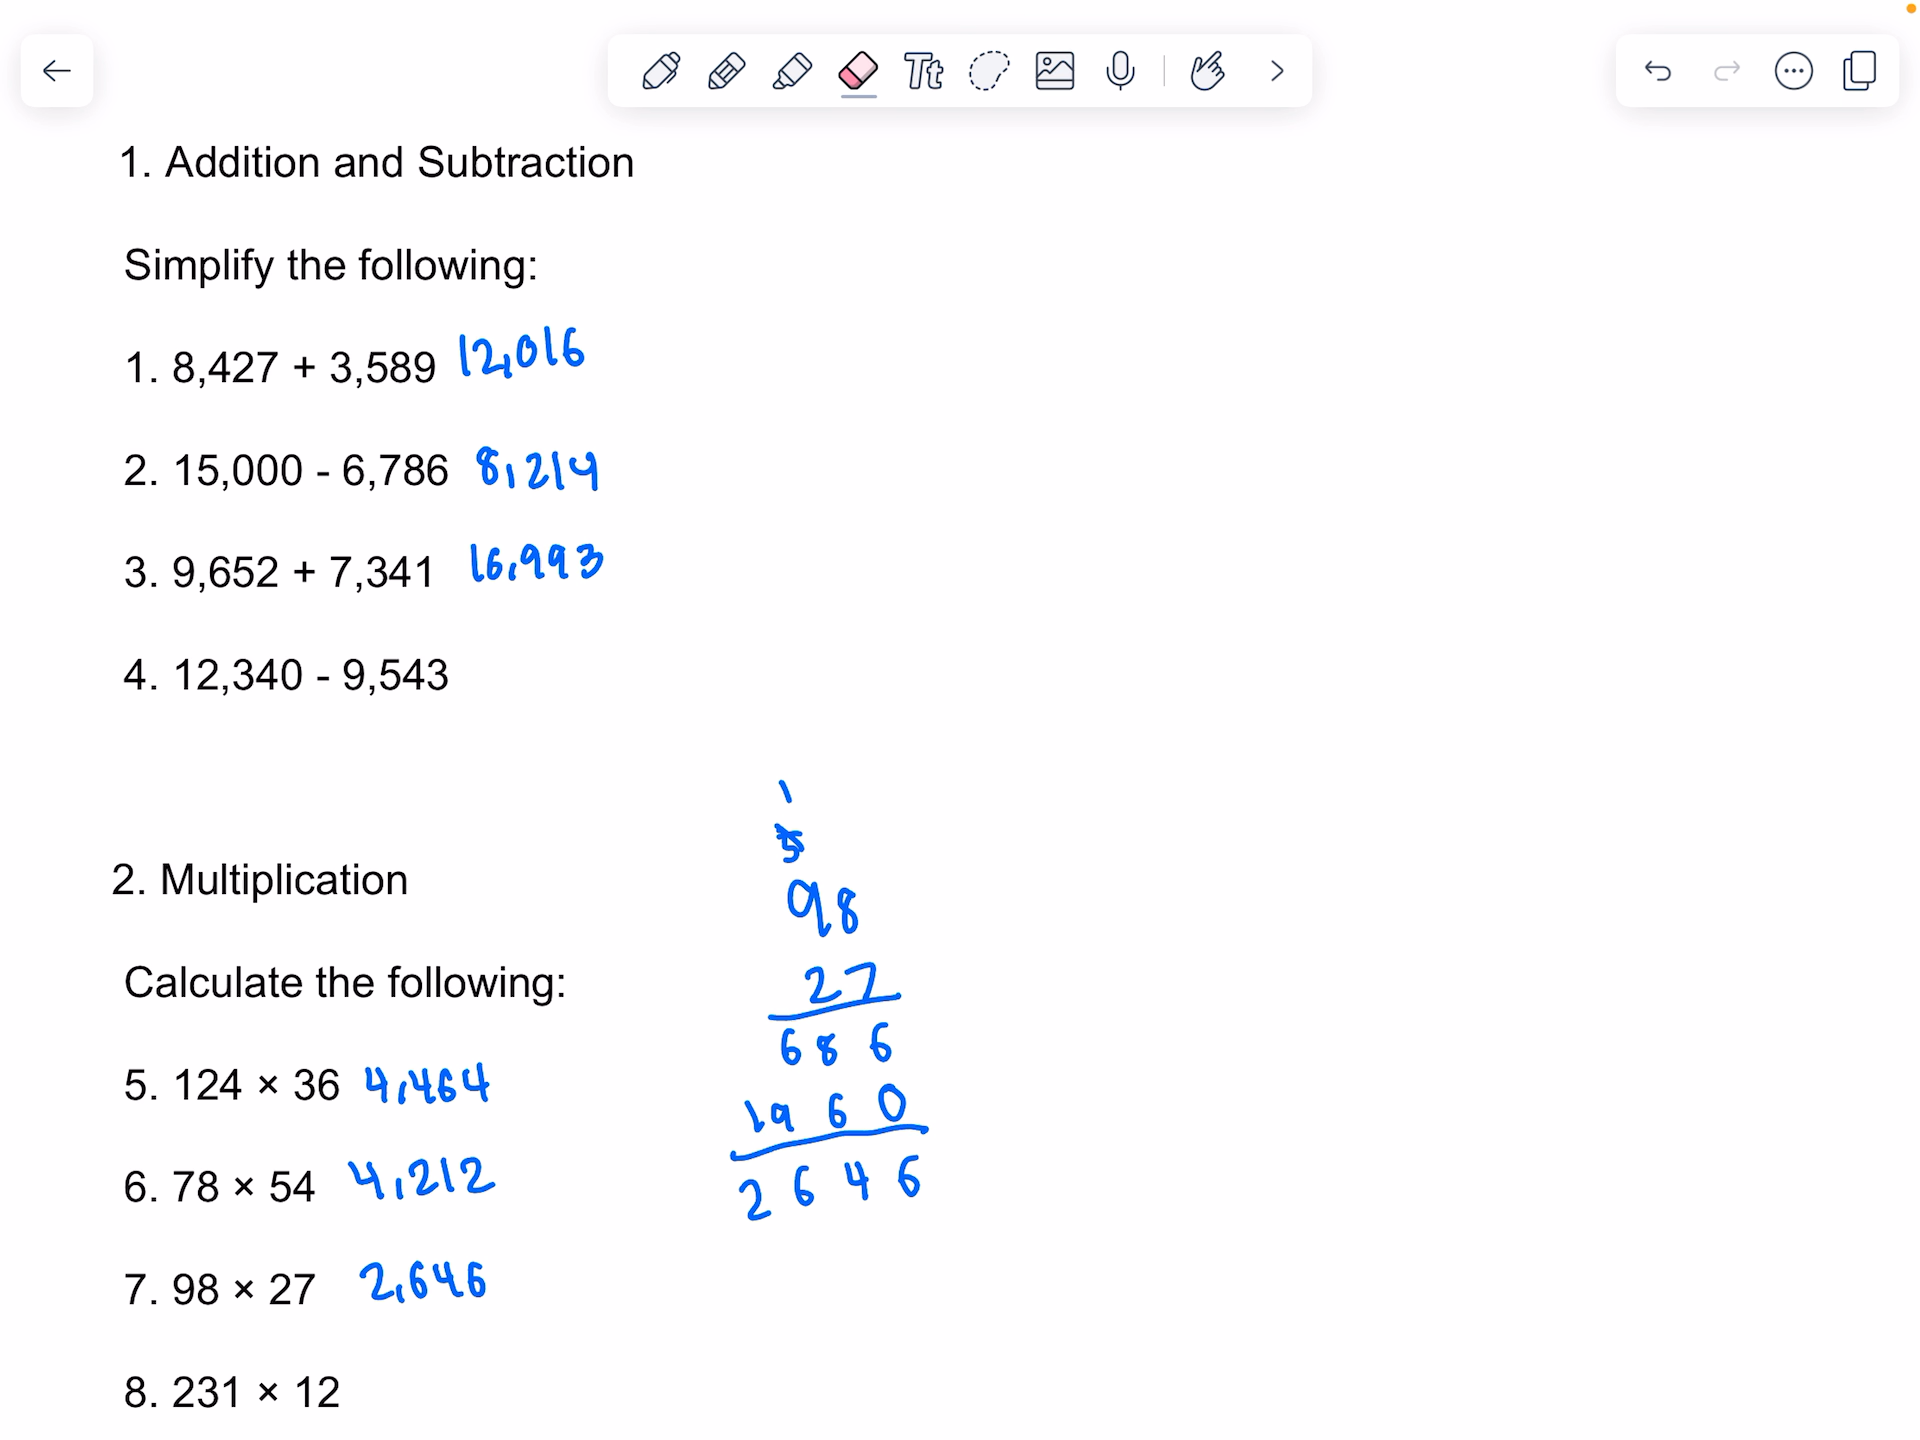 Tt
1. Addition and Subtraction
Simplify the following:
1. 8,427 + 3,589 12,016
2. 15,000 - 6,786 8,214
3. 9,652 + 7,341 16,993
4. 12,340 - 9,543
2. Multiplication
Calculate the following:
5. 124 × 36 4,464
6. 78 × 54 4,212
7. 98 × 27 2,646
8. 231 × 12
1
5
98
27
686
1960
2646